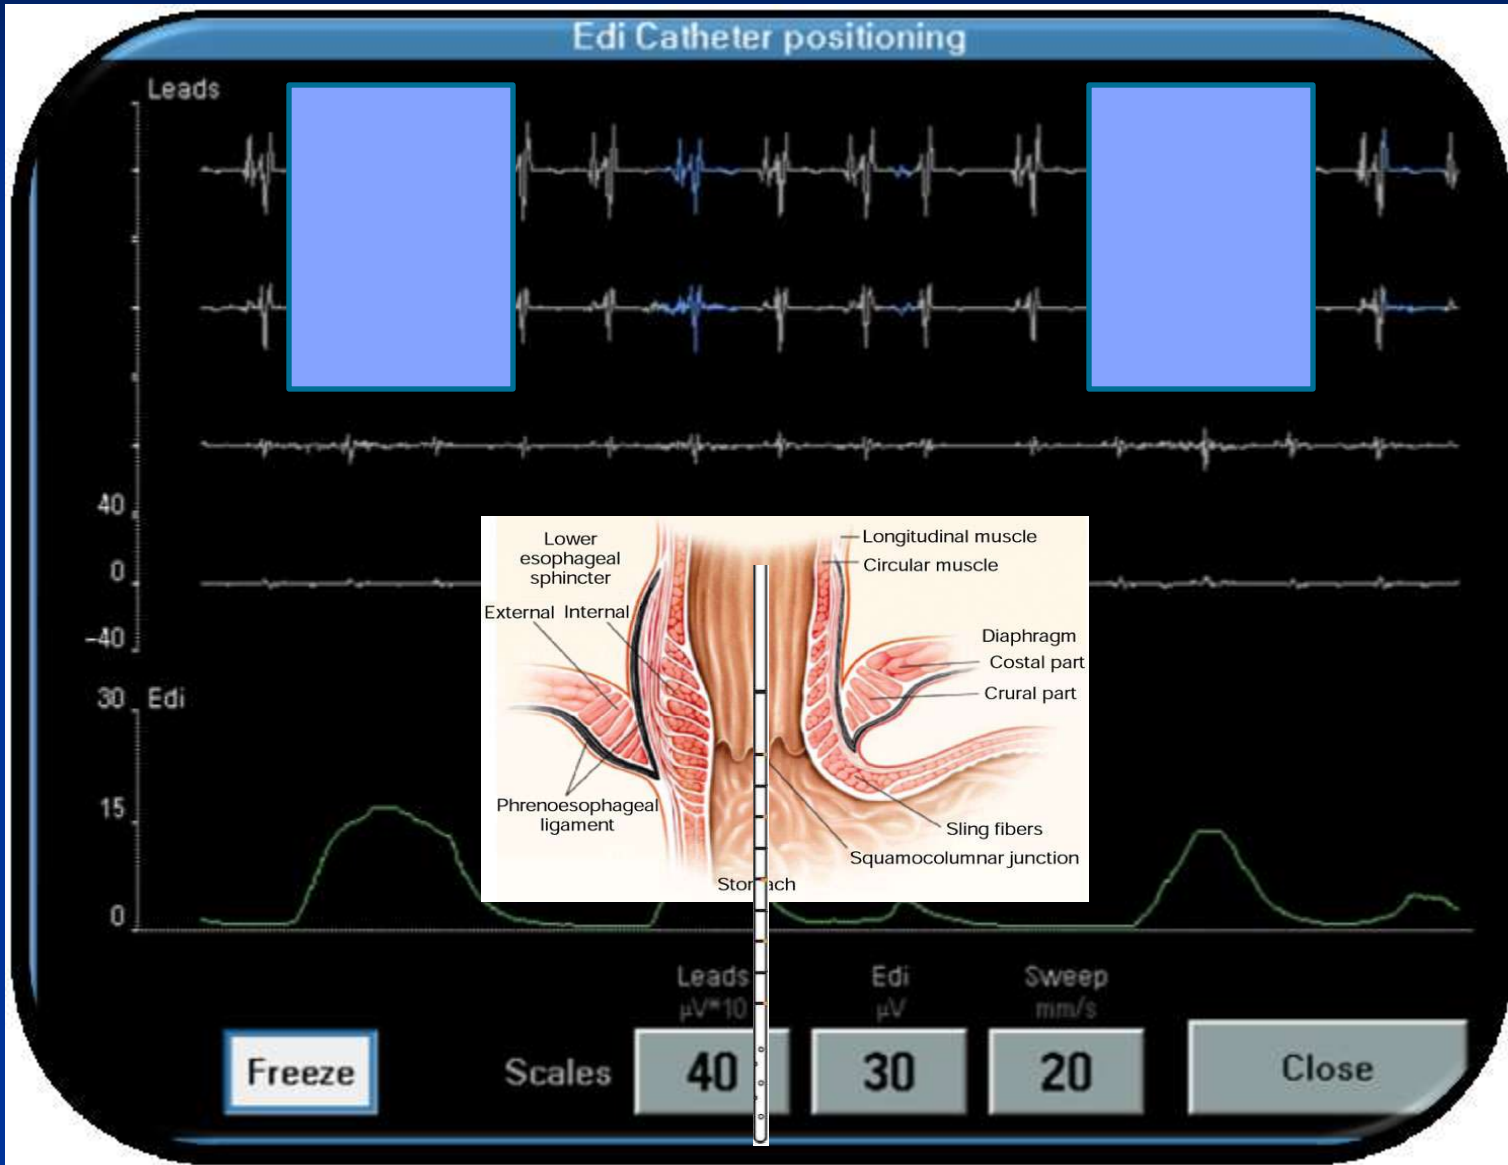 Edi Catheter positioning
Leads
40
0
-40
30 Edi
15
0
Lower
esophageal
sphincter
External Internal
Phrenoesophageal
ligament
Longitudinal muscle
Circular muscle
Diaphragm
Costal part
Crural part
Sling fibers
Squamocolumnar junction
Stomach
Leads Edi Sweep
µV*10 µV mm/s
Freeze Scales 40 30 20 Close